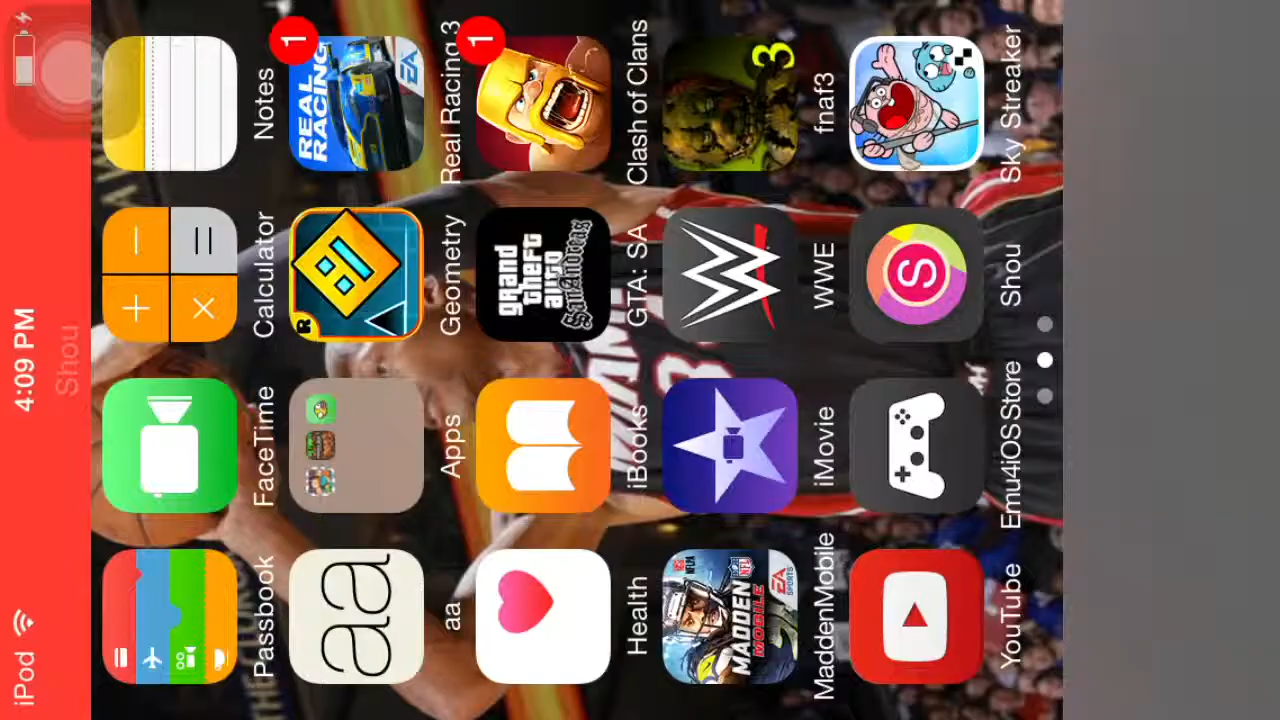 iPod 4:09 PM
Shou
Passbook FaceTime Calculator Notes
aa
REAL RACING
EA
1
aa Apps Geometry Real Racing 3
grand
theft
auto
San Andreas
1
Health iBooks GTA: SA Clash of Clans
NFL
MADDEN
MOBILE
EA
SPORTS
3
MaddenMobile iMovie WWE fnaf3
S
YouTube Emu4iOSStore Shou Sky Streaker